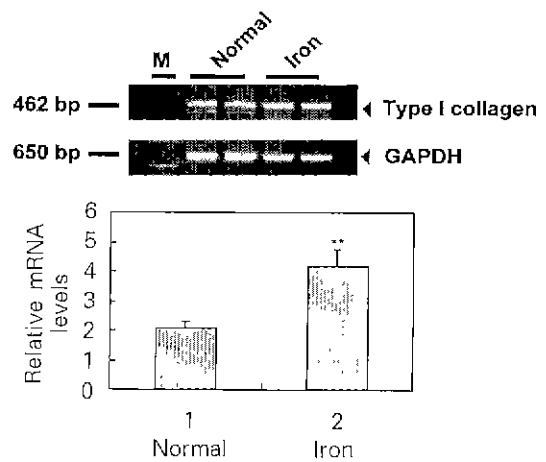 M Normal Iron
462 bp Type I collagen
650 bp GAPDH
Relative mRNA
levels
6
5
4
3
2
1
0
**
1 2
Normal Iron